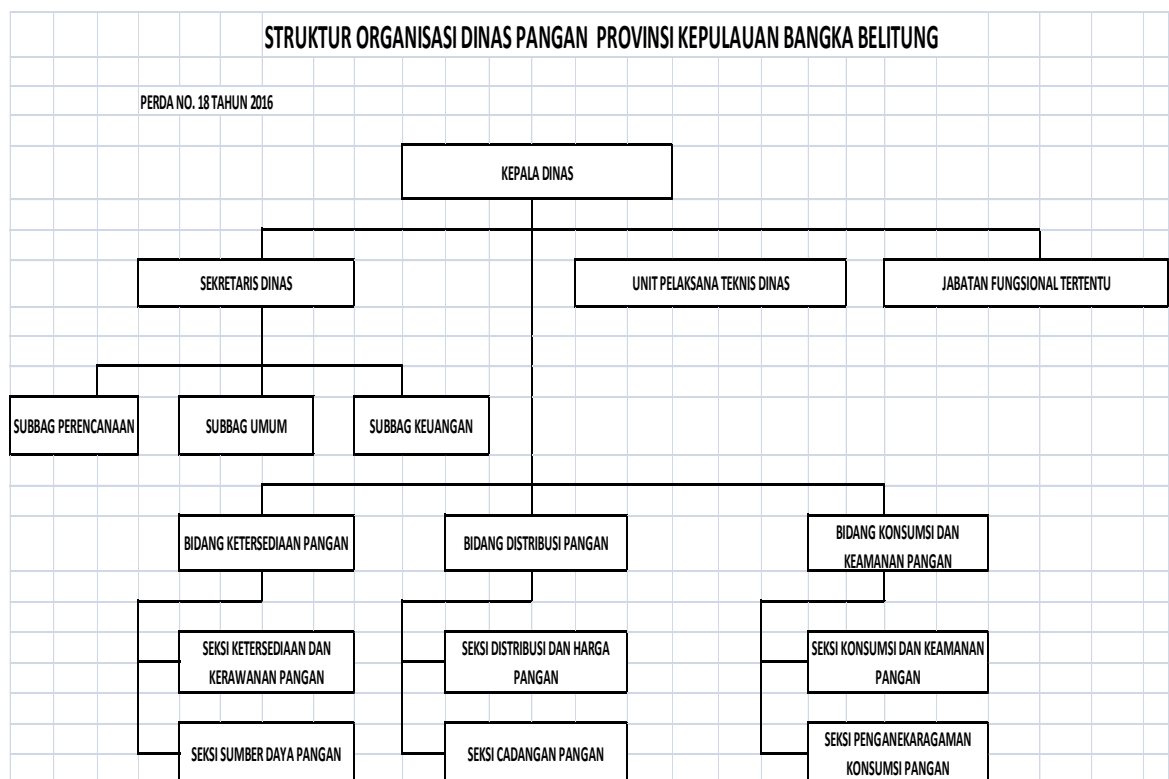 STRUKTUR ORGANISASI DINAS PANGAN PROVINSI KEPULAUAN BANGKA BELITUNG
PERDA NO. 18 TAHUN 2016
KEPALA DINAS
SEKRETARIS DINAS
UNIT PELAKSANA TEKNIS DINAS
JABATAN FUNGSIONAL TERTENTU
SUBBAG PERENCANAAN
SUBBAG UMUM
SUBBAG KEUANGAN
BIDANG KETERSEDIAAN PANGAN
BIDANG DISTRIBUSI PANGAN
BIDANG KONSUMSI DAN
KEAMANAN PANGAN
SEKSI KETERSEDIAAN DAN
KERAWANAN PANGAN
SEKSI DISTRIBUSI DAN HARGA
PANGAN
SEKSI KONSUMSI DAN KEAMANAN
PANGAN
SEKSI SUMBER DAYA PANGAN
SEKSI CADANGAN PANGAN
SEKSI PENGANEKARAGAMAN
KONSUMSI PANGAN